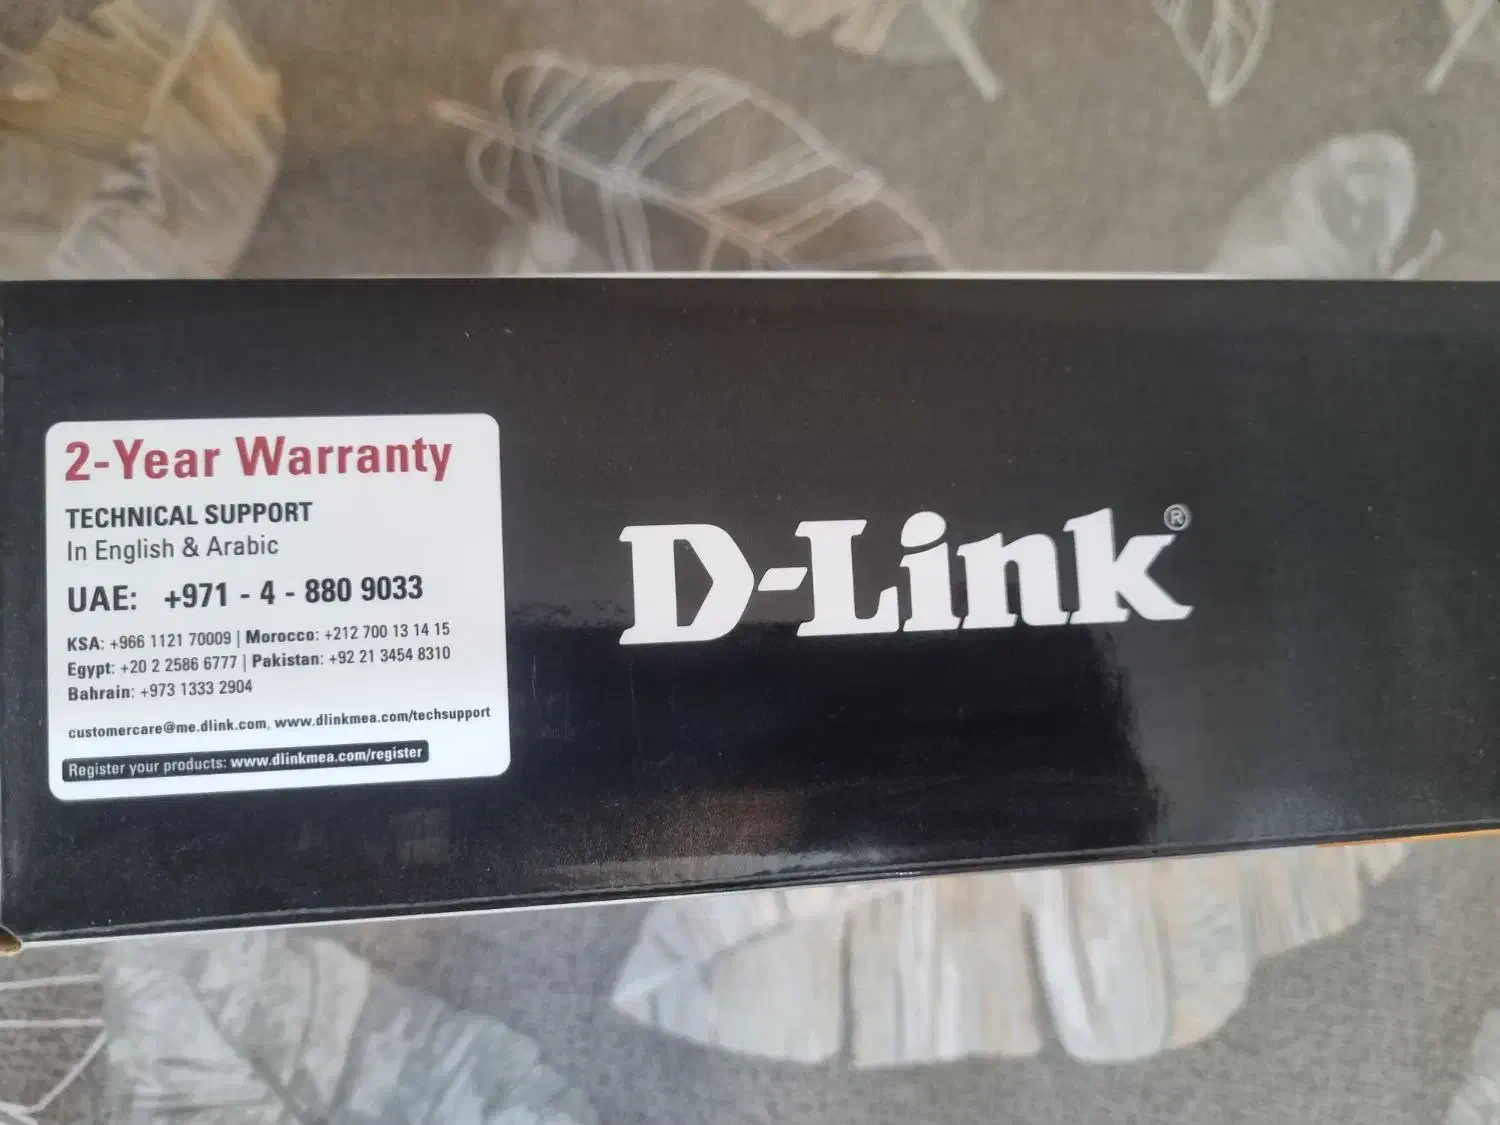 2-Year Warranty
TECHNICAL SUPPORT
In English & Arabic
UAE: +971 - 4 - 880 9033
KSA: +966 1121 70009 | Morocco: +212 700 13 14 15
Egypt: +20 2 2586 6777 | Pakistan: +92 21 3454 8310
Bahrain: +973 1333 2904
customercare@me.dlink.com, www.dlinkmea.com/techsupport
Register your products: www.dlinkmea.com/register
D-Link®